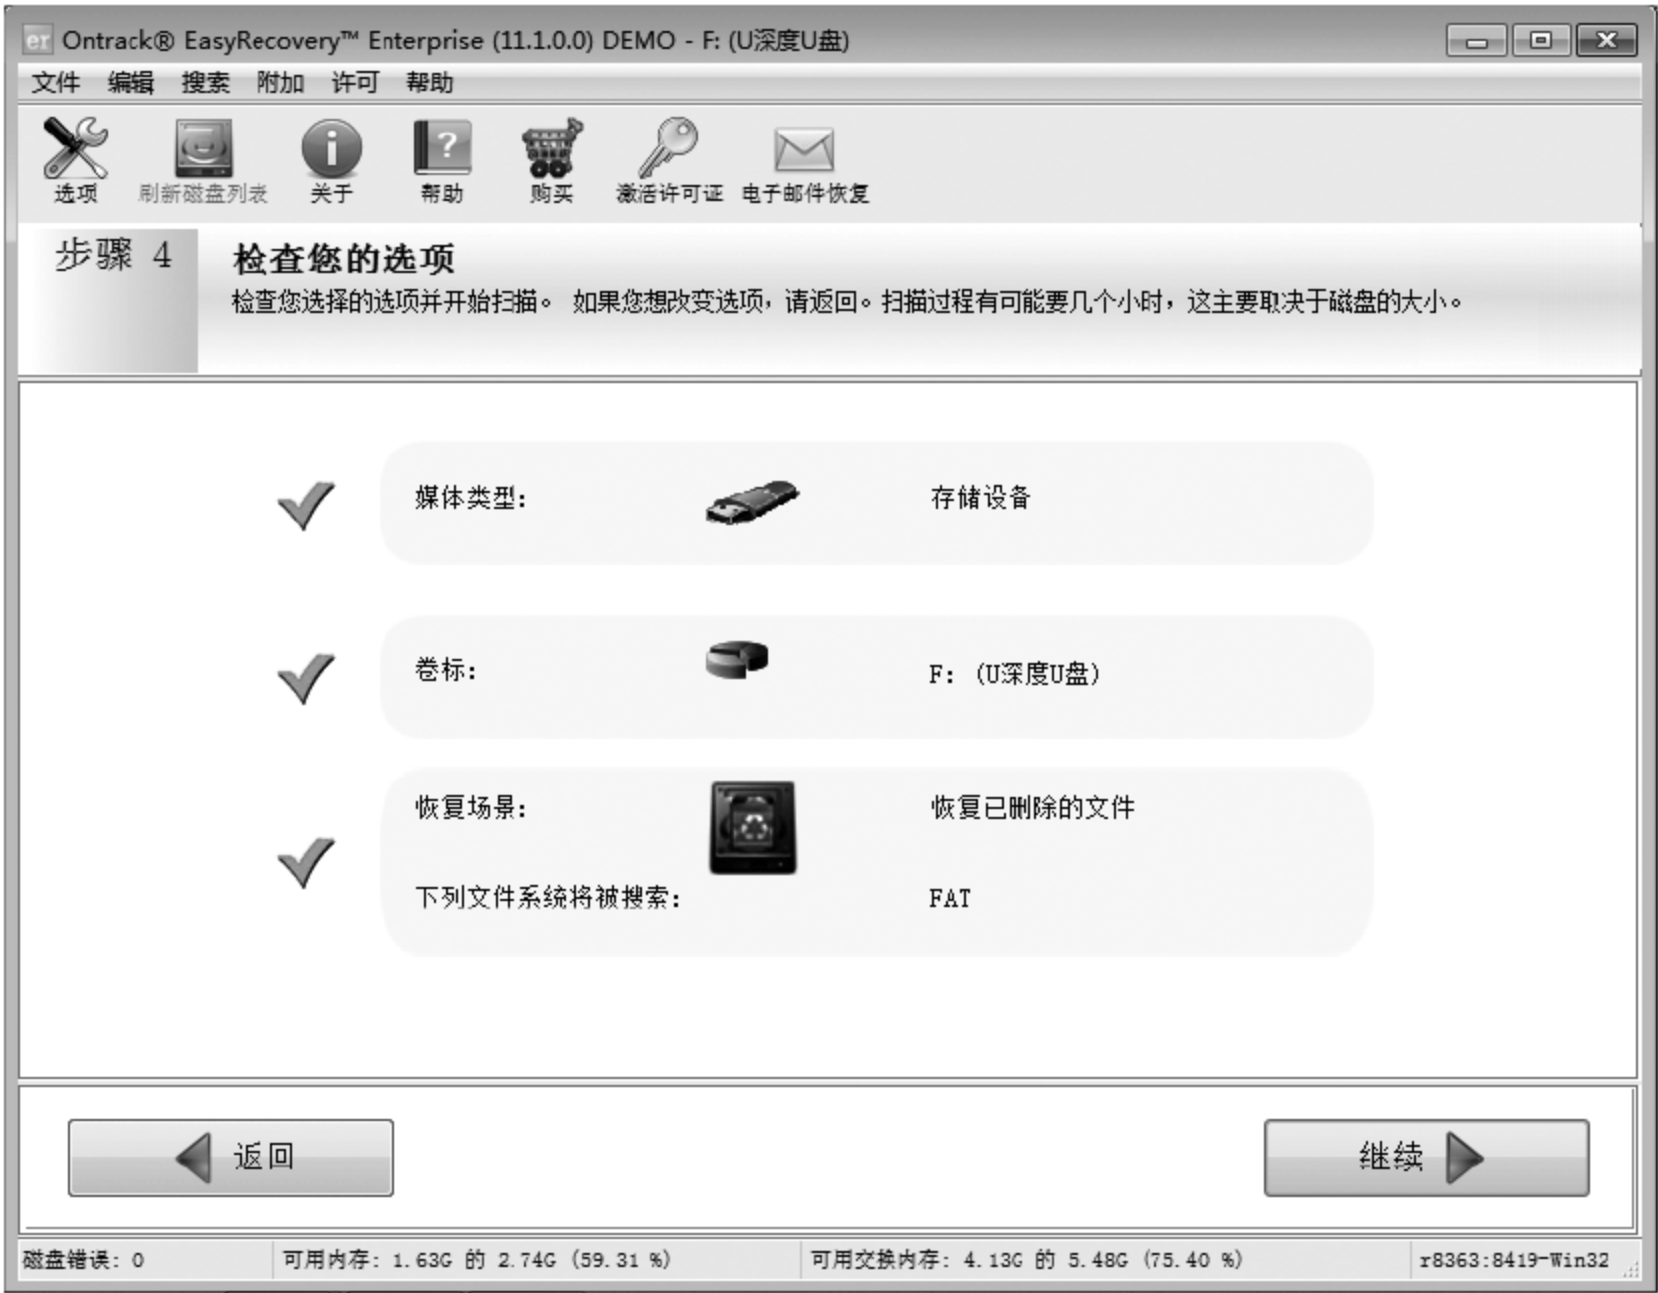 er Ontrack® EasyRecovery™ Enterprise (11.1.0.0) DEMO - F: (U深度U盘)
文件 编辑 搜索 附加 许可 帮助
选项 刷新磁盘列表 关于 帮助 购买 激活许可证 电子邮件恢复
步骤 4
检查您的选项
检查您选择的选项并开始扫描。 如果您想改变选项，请返回。扫描过程有可能要几个小时，这主要取决于磁盘的大小。
媒体类型： 存储设备
卷标： F: (U深度U盘)
恢复场景： 恢复已删除的文件
下列文件系统将被搜索： FAT
返回 继续
磁盘错误: 0 可用内存: 1.63G 的 2.74G (59.31 %) 可用交换内存: 4.13G 的 5.48G (75.40 %) r8363:8419-Win32